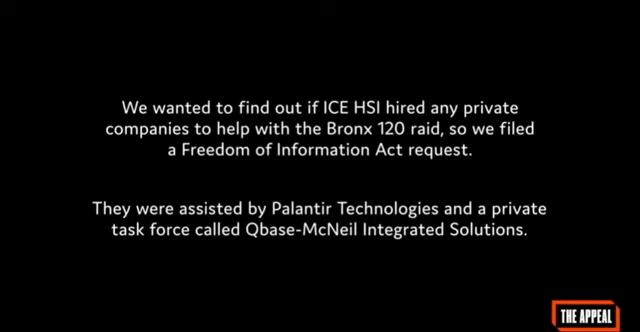 We wanted to find out if ICE HSI hired any private
companies to help with the Bronx 120 raid, so we filed
a Freedom of Information Act request.
They were assisted by Palantir Technologies and a private
task force called Qbase-McNeil Integrated Solutions.
THE APPEAL